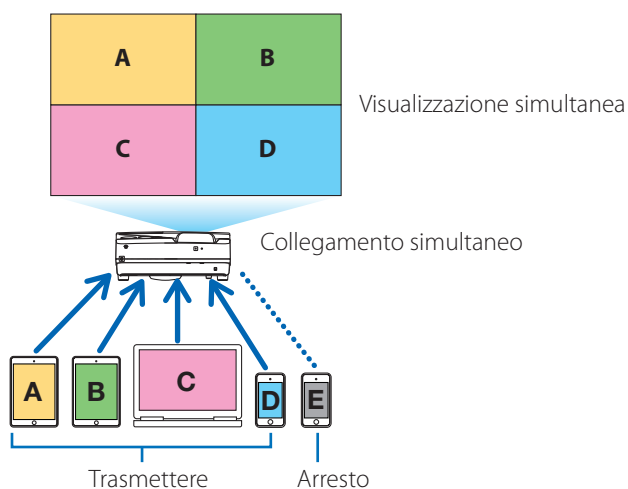 A
B
Visualizzazione simultanea
C
D
Collegamento simultaneo
A
B
C
D
E
Trasmettere
Arresto